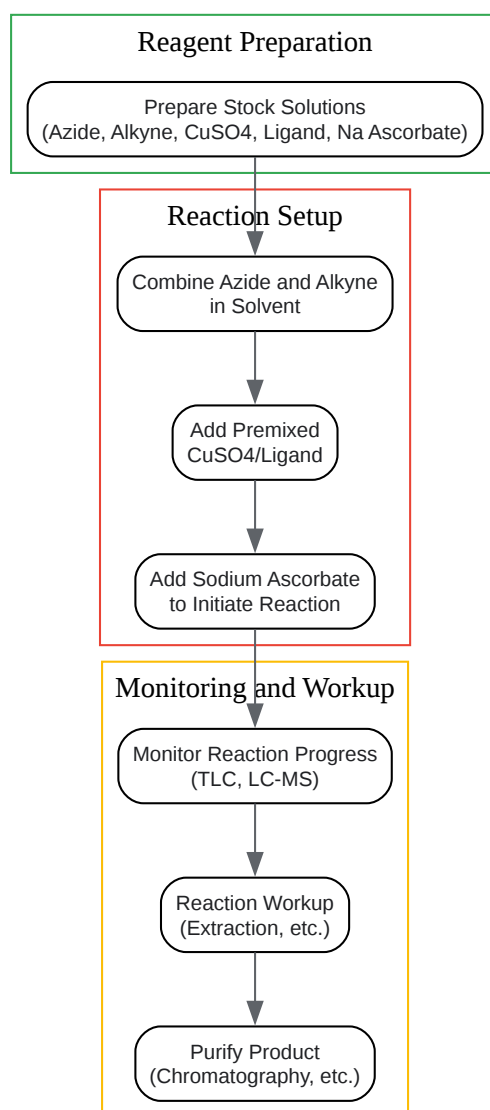 Reagent Preparation
Prepare Stock Solutions
(Azide, Alkyne, CuSO4, Ligand, Na Ascorbate)
Reaction Setup
Combine Azide and Alkyne
in Solvent
Add Premixed
CuSO4/Ligand
Add Sodium Ascorbate
to Initiate Reaction
Monitoring and Workup
Monitor Reaction Progress
(TLC, LC-MS)
Reaction Workup
(Extraction, etc.)
Purify Product
(Chromatography, etc.)